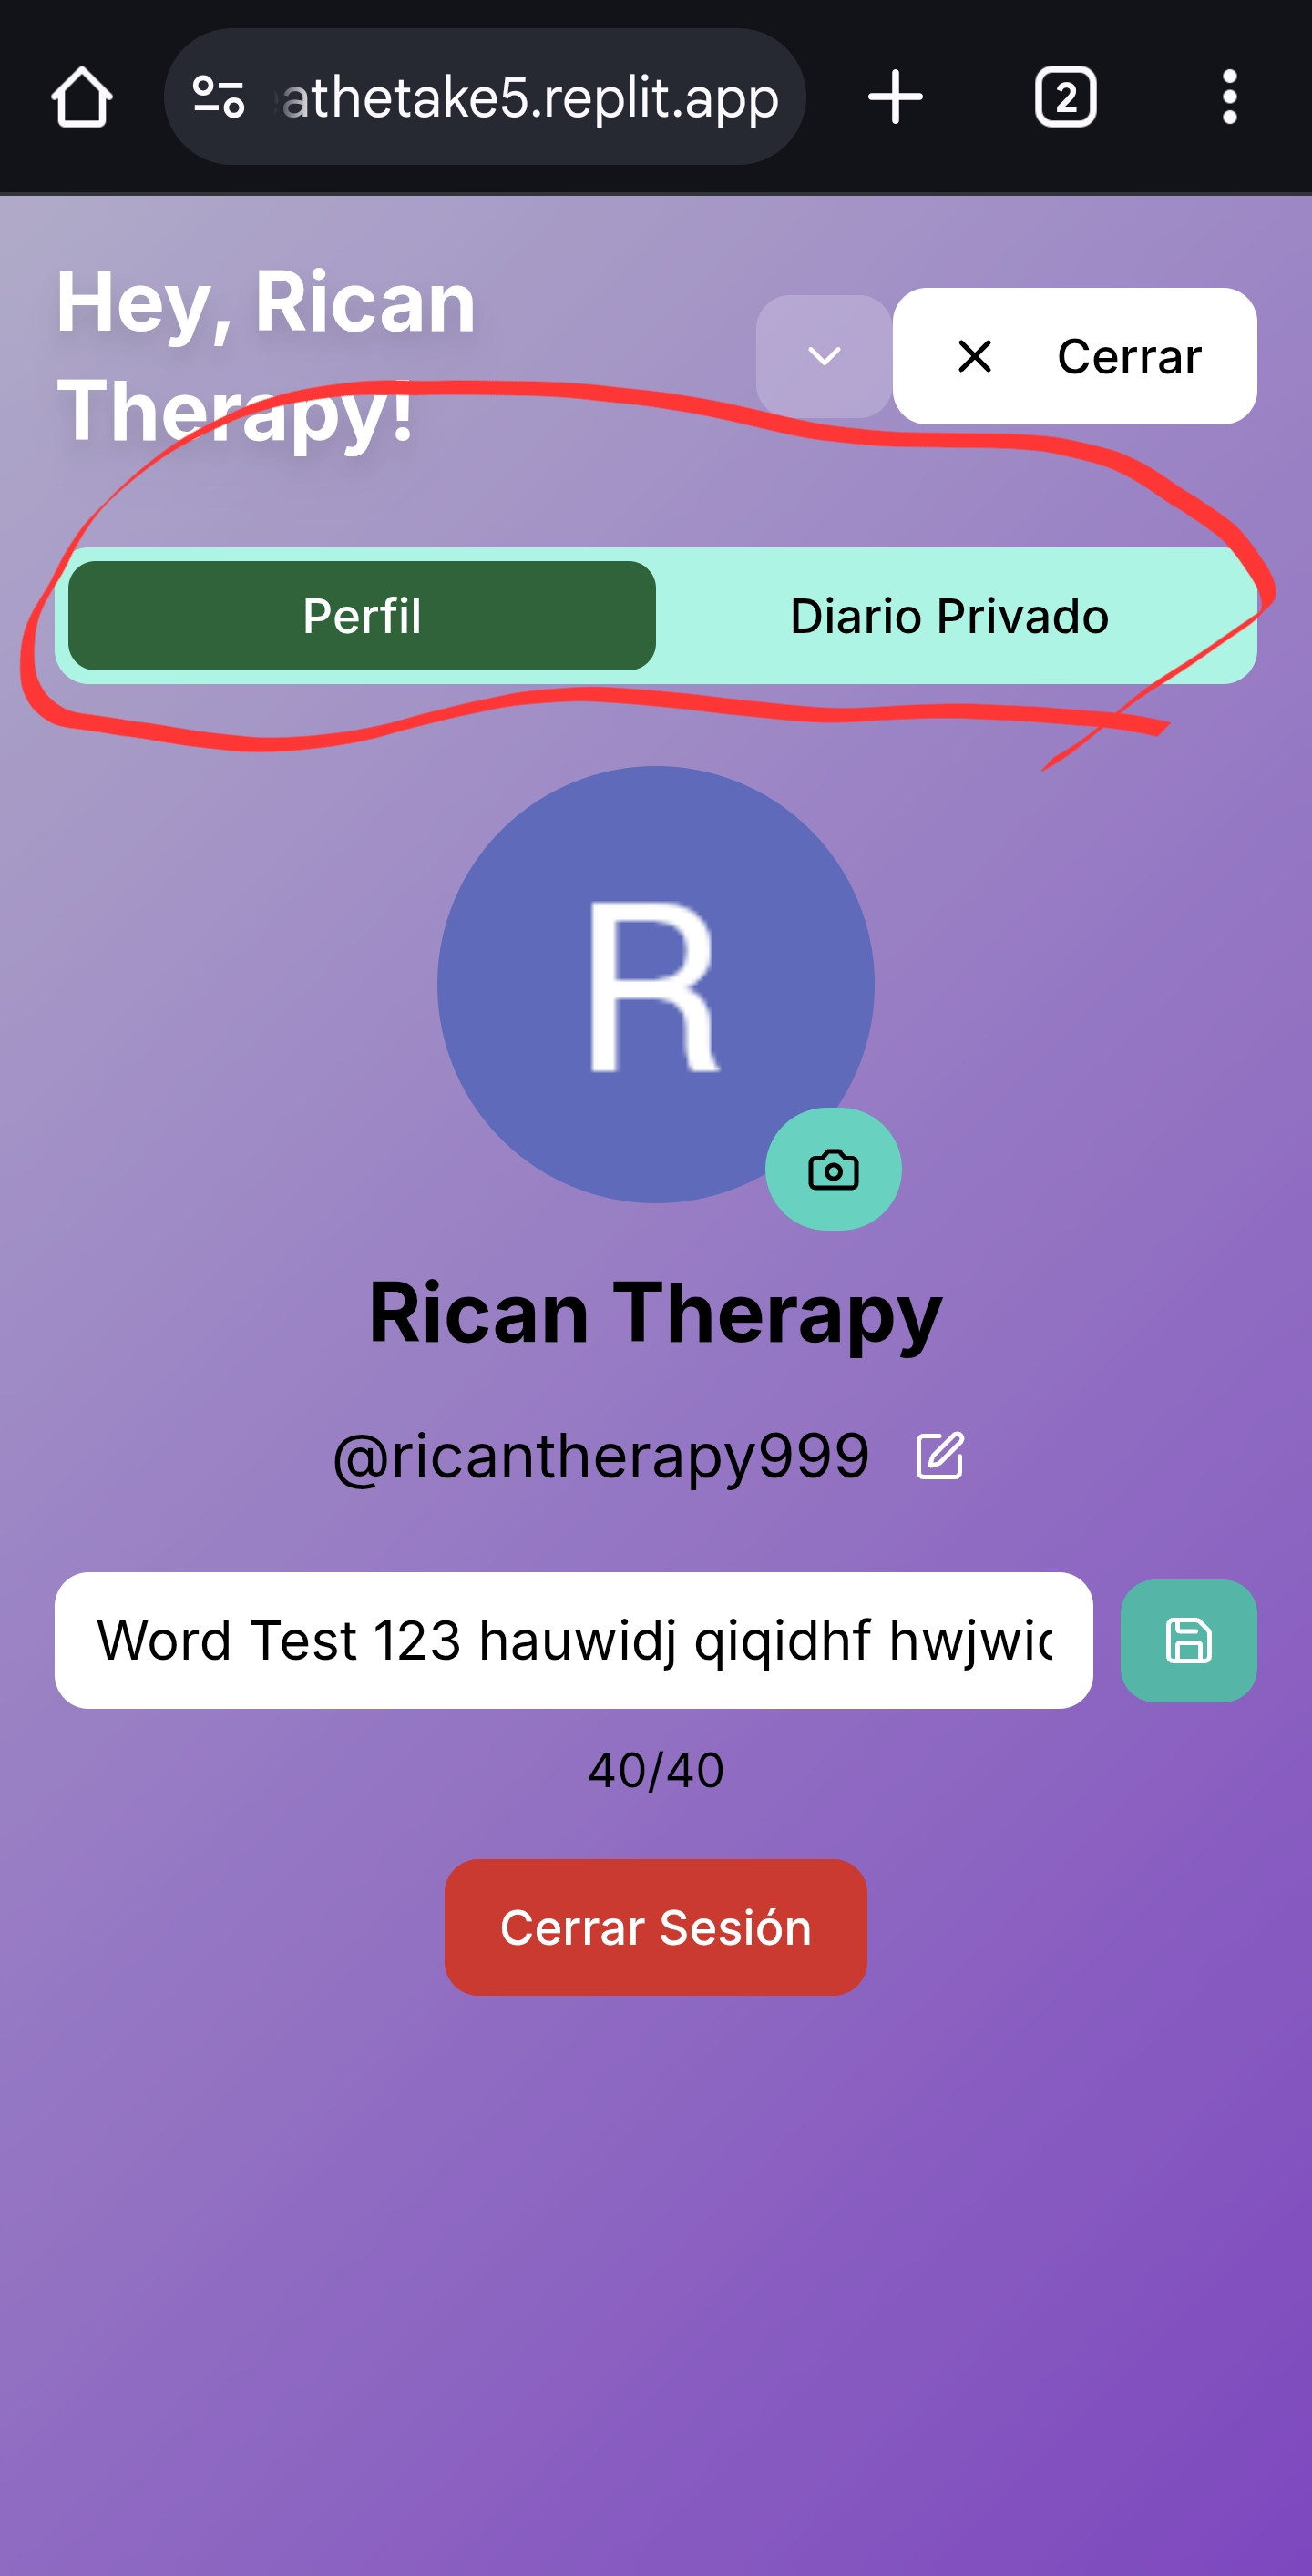 athetake5.replit.app
2
Hey, Rican
Therapy!
Cerrar
Perfil
Diario Privado
R
Rican Therapy
@ricantherapy999
Word Test 123 hauwidj qiqidhf
40/40
Cerrar Sesión